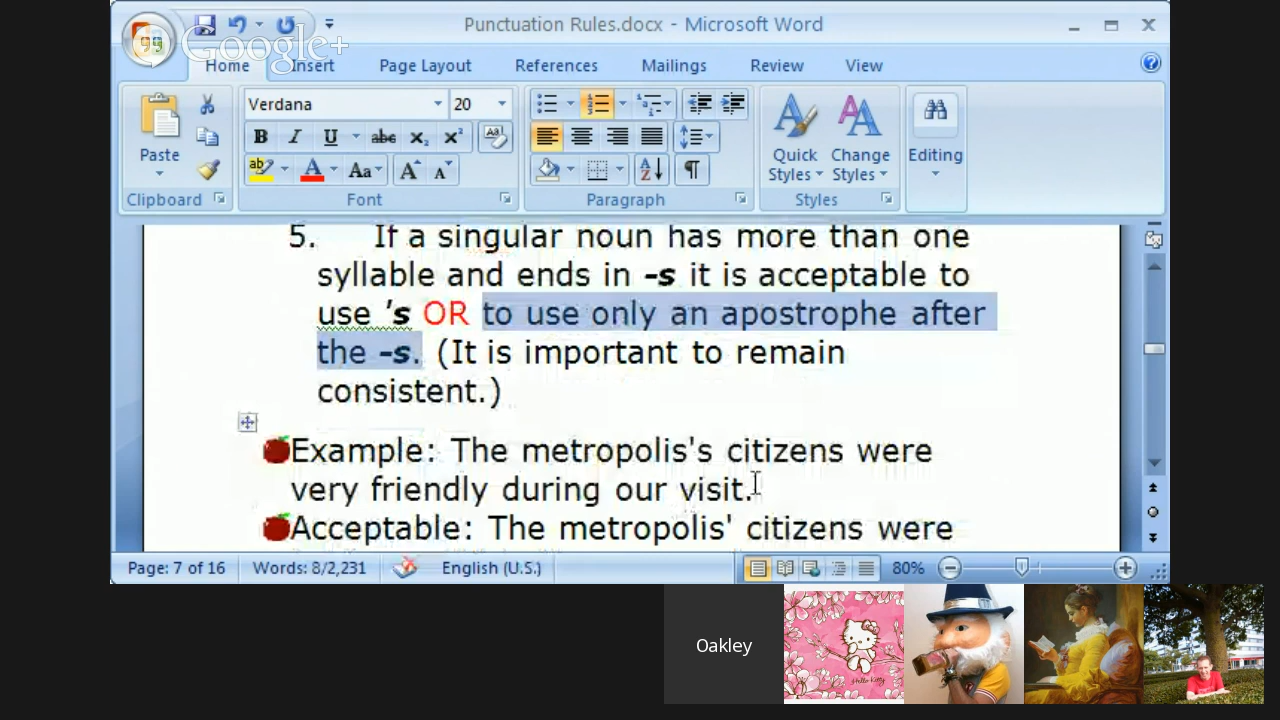 Punctuation Rules.docx - Microsoft Word
Google+
Home Insert Page Layout References Mailings Review View
Verdana 20
Paste
Quick Styles
Change Styles
Editing
Clipboard Font Paragraph Styles
5. If a singular noun has more than one
syllable and ends in -s it is acceptable to
use ’s OR to use only an apostrophe after
the -s. (It is important to remain
consistent.)
Example: The metropolis's citizens were
very friendly during our visit.
Acceptable: The metropolis' citizens were
Page: 7 of 16 Words: 8/2,231 English (U.S.) 80%
Oakley
Hello Kitty